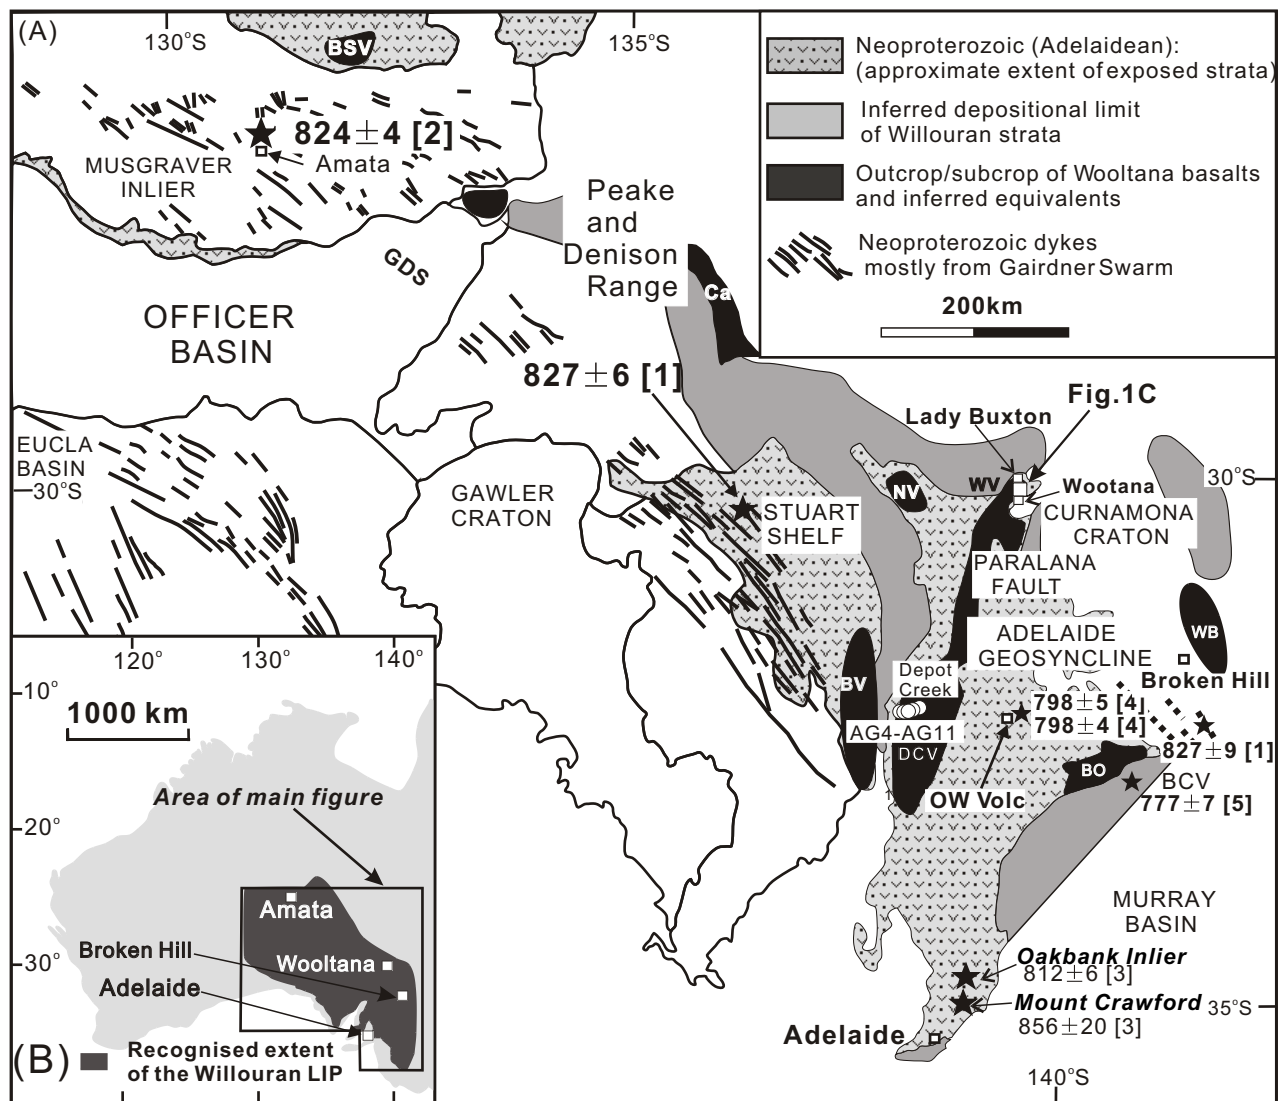 (A)
130°S
135°S
BSV
824±4 [2]
Amata
MUSGRAVER
INLIER
Peake
and
Denison
Range
GDS
OFFICER
BASIN
Ca
827±6 [1]
Neoproterozoic (Adelaidean):
(approximate extent of exposed strata)
Inferred depositional limit
of Willouran strata
Outcrop/subcrop of Wooltana basalts
and inferred equivalents
Neoproterozoic dykes
mostly from Gairdner Swarm
200km
Fig.1C
Lady Buxton
EUCLA
BASIN
30°S
30°S
GAWLER
CRATON
STUART
SHELF
NV
WV
Wootana
CURNAMONA
CRATON
PARALANA
FAULT
ADELAIDE
GEOSYNCLINE
WB
Broken Hill
BV
Depot
Creek
798±5 [4]
798±4 [4]
AG4-AG11
DCV
827±9 [1]
BO
BCV
OW Volc
777±7 [5]
MURRAY
BASIN
Oakbank Inlier
812±6 [3]
Mount Crawford
856±20 [3]
35°S
Adelaide
140°S
120°
130°
140°
10°
1000 km
Area of main figure
20°
Amata
Broken Hill
Wooltana
30°
Adelaide
(B)
Recognised extent
of the Willouran LIP